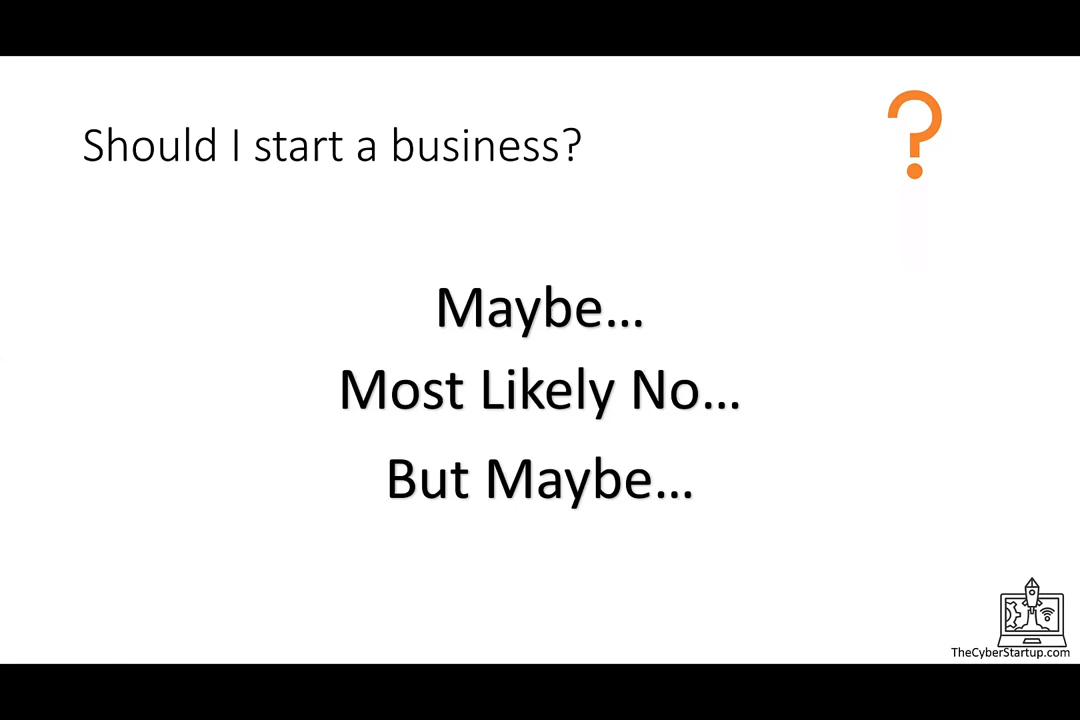 Should I start a business?
?
Maybe…
Most Likely No…
But Maybe…
TheCyberStartup.com